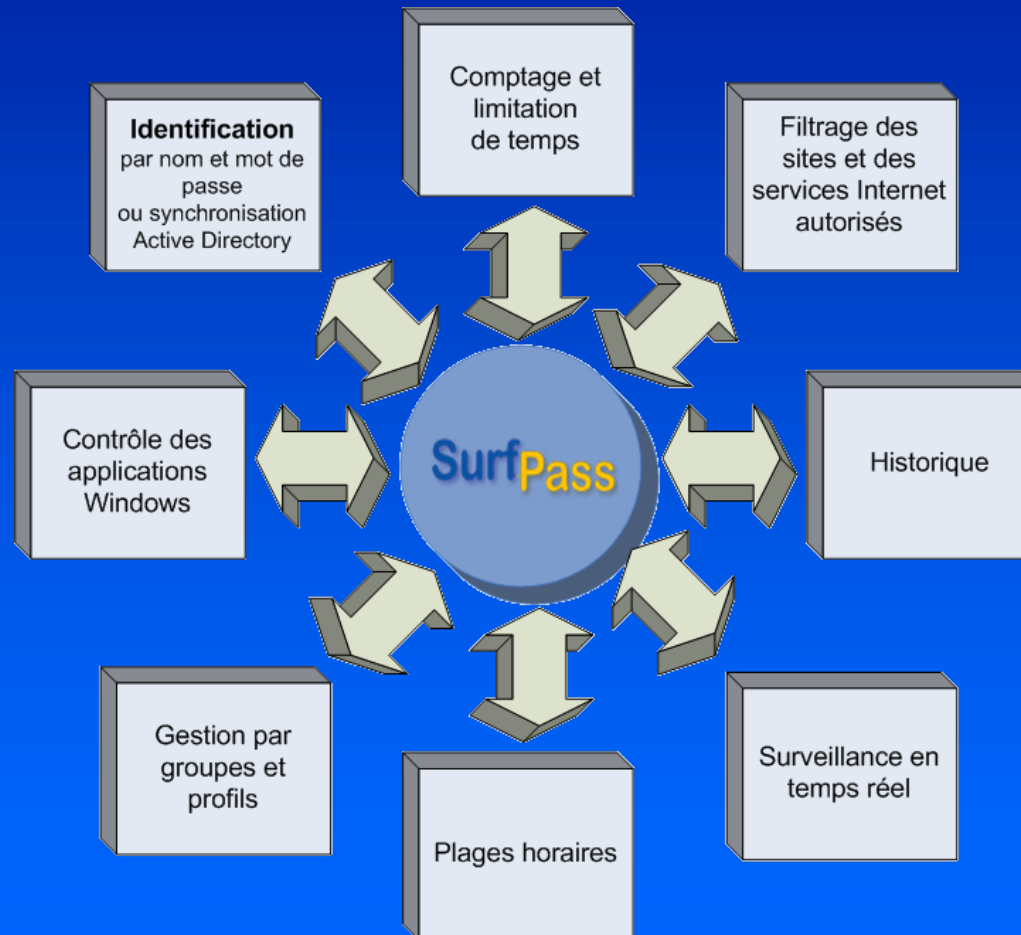 Comptage et
limitation
de temps
Identification
par nom et mot de
passe
ou synchronisation
Active Directory
Filtrage des
sites et des
services Internet
autorisés
Contrôle des
applications
Windows
SurfPass
Historique
Gestion par
groupes et
profils
Plages horaires
Surveillance en
temps réel